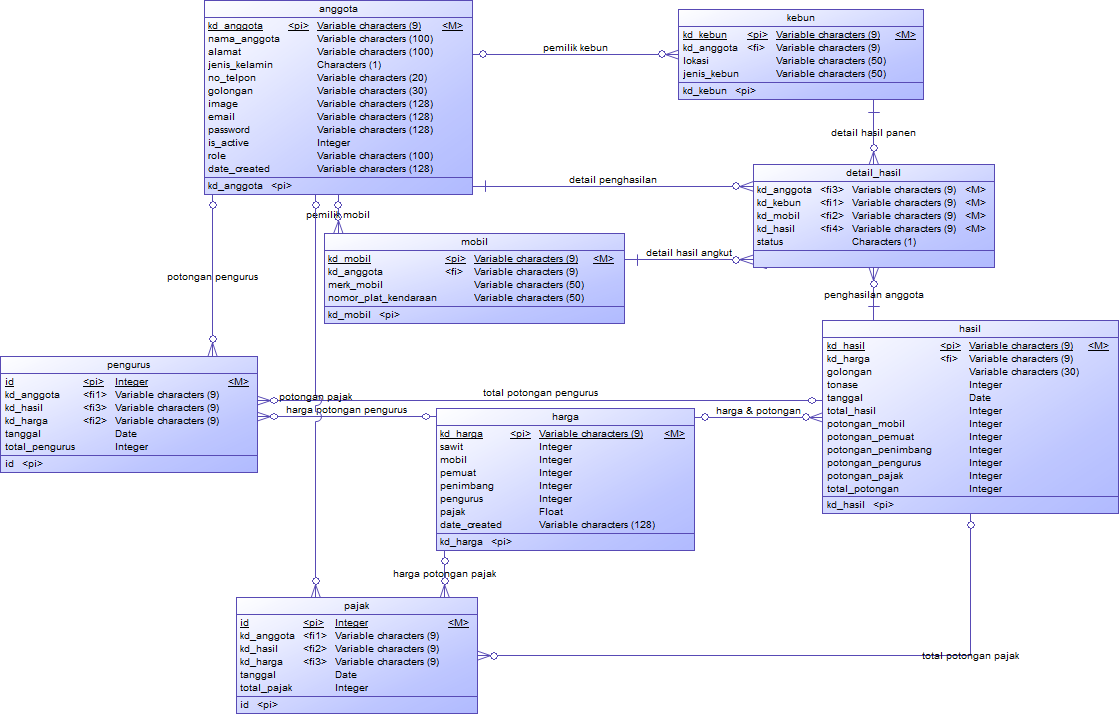 anggota
kd_anggota <pi> Variable characters (9) <M>
nama_anggota Variable characters (100)
alamat Variable characters (100)
jenis_kelamin Characters (1)
no_telpon Variable characters (20)
golongan Variable characters (30)
image Variable characters (128)
email Variable characters (128)
password Variable characters (128)
is_active Integer
role Variable characters (100)
date_created Variable characters (128)
kd_anggota <pi>
pemilik kebun
kebun
kd_kebun <pi> Variable characters (9) <M>
kd_anggota <fi> Variable characters (9)
lokasi Variable characters (50)
jenis_kebun Variable characters (50)
kd_kebun <pi>
detail hasil panen
detail penghasilan
detail_hasil
kd_anggota <fi3> Variable characters (9) <M>
kd_kebun <fi1> Variable characters (9) <M>
kd_mobil <fi2> Variable characters (9) <M>
kd_hasil <fi4> Variable characters (9) <M>
status Characters (1)
pemilik mobil
mobil
kd_mobil <pi> Variable characters (9) <M>
kd_anggota <fi> Variable characters (9)
merk_mobil Variable characters (50)
nomor_plat_kendaraan Variable characters (50)
kd_mobil <pi>
detail hasil angkut
potongan pengurus
penghasilan anggota
hasil
kd_hasil <pi> Variable characters (9) <M>
kd_harga <fi> Variable characters (9)
golongan Variable characters (30)
tonase Integer
tanggal Date
total_hasil Integer
potongan_mobil Integer
potongan_pemuat Integer
potongan_penimbang Integer
potongan_pengurus Integer
potongan_pajak Integer
total_potongan Integer
kd_hasil <pi>
pengurus
id <pi> Integer <M>
kd_anggota <fi1> Variable characters (9)
kd_hasil <fi3> Variable characters (9)
kd_harga <fi2> Variable characters (9)
tanggal Date
total_pengurus Integer
id <pi>
potongan pajak
total potongan pengurus
harga potongan pengurus
harga & potongan
harga
kd_harga <pi> Variable characters (9) <M>
sawit Integer
mobil Integer
pemuat Integer
penimbang Integer
pengurus Integer
pajak Float
date_created Variable characters (128)
kd_harga <pi>
harga potongan pajak
pajak
id <pi> Integer <M>
kd_anggota <fi1> Variable characters (9)
kd_hasil <fi2> Variable characters (9)
kd_harga <fi3> Variable characters (9)
tanggal Date
total_pajak Integer
id <pi>
total potongan pajak